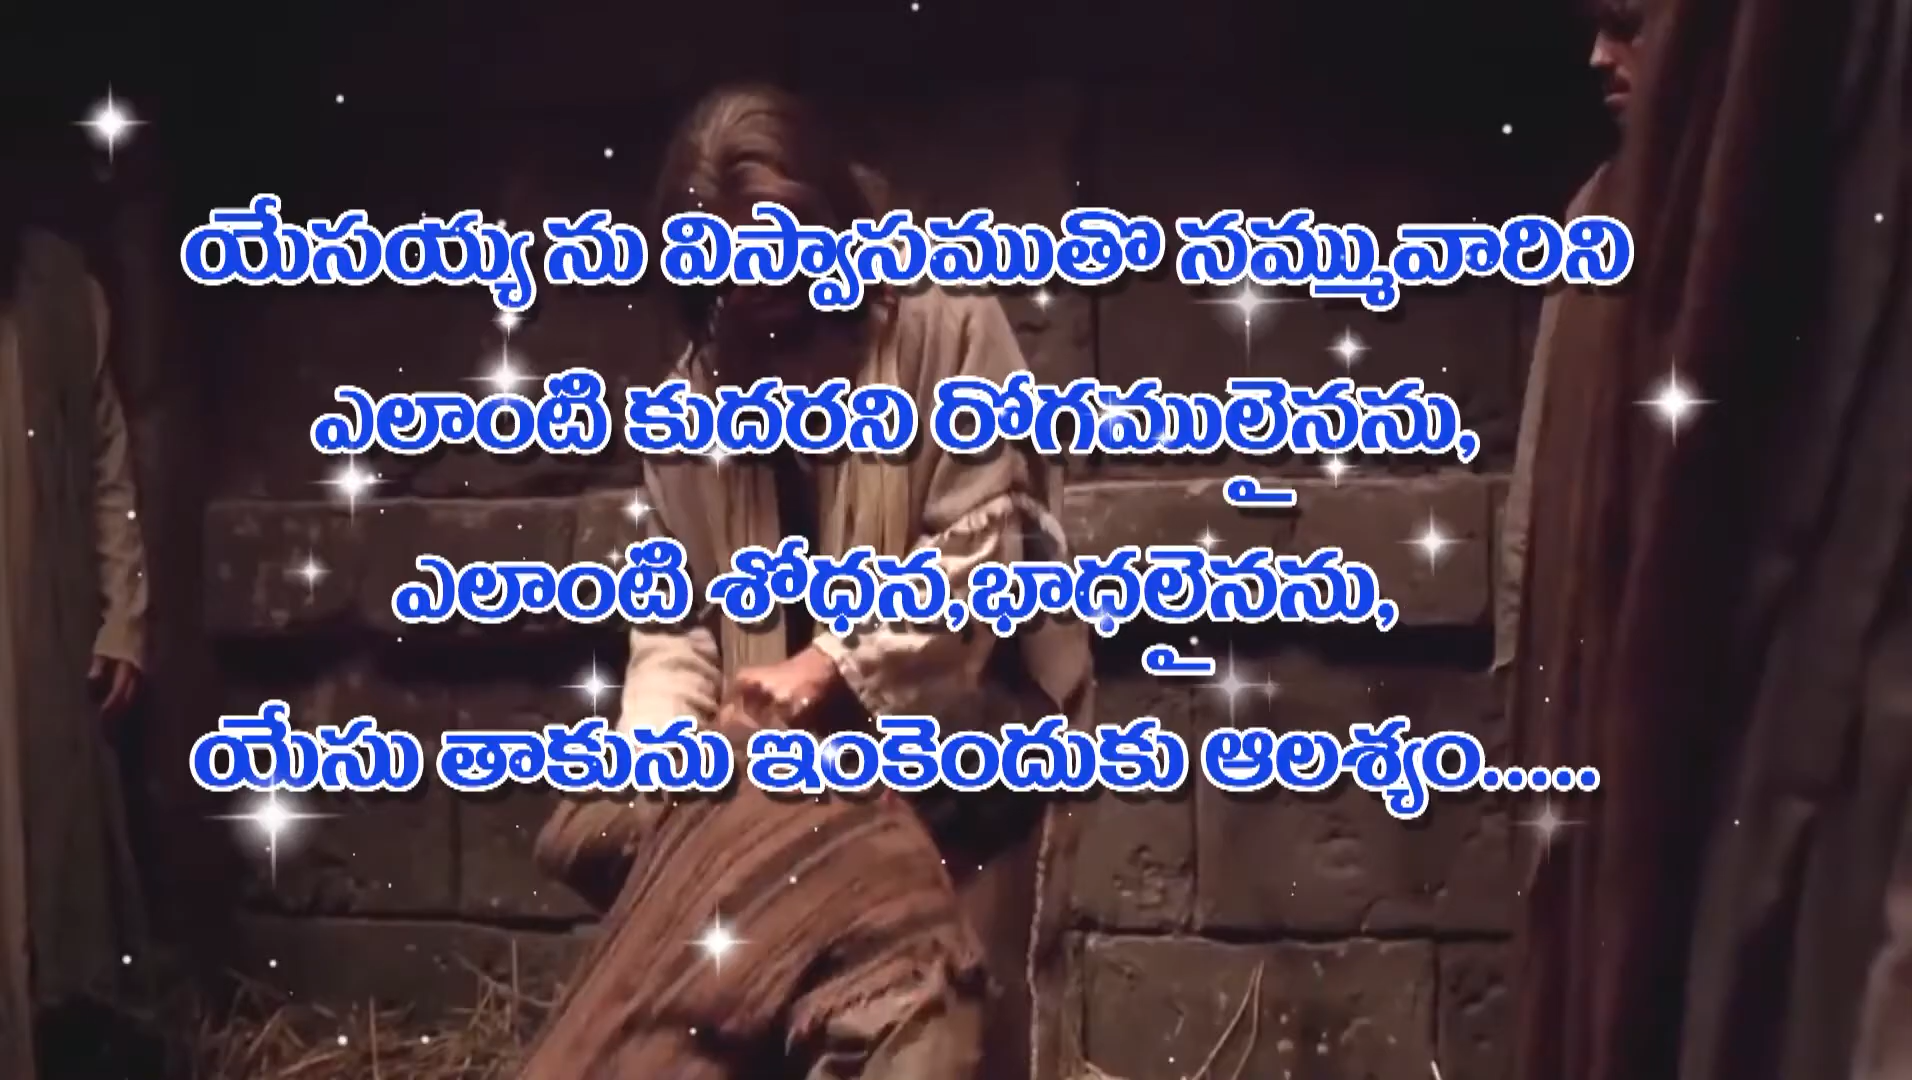 యేసయ్య ను విస్వాసముతొ నమ్మువారిని
ఎలాంటి కుదరని రోగములైనను,
ఎలాంటి శోధన,భాధలైనను,
యేసు తాకును ఇంకెందుకు ఆలశ్యం.....